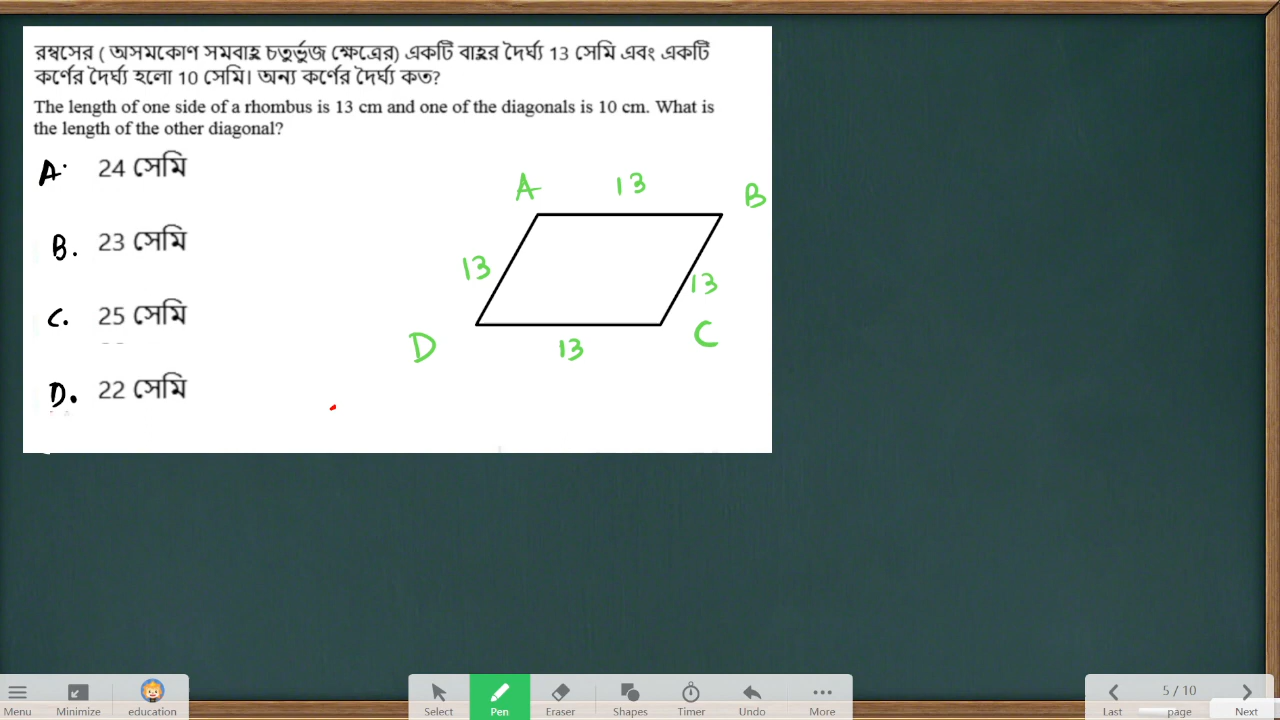 রম্বসের ( অসমকোণ সমবাহু চতুর্ভুজ ক্ষেত্রের) একটি বাহুর দৈর্ঘ্য 13 সেমি এবং একটি
কর্ণের দৈর্ঘ্য হলো 10 সেমি। অন্য কর্ণের দৈর্ঘ্য কত?
The length of one side of a rhombus is 13 cm and one of the diagonals is 10 cm. What is
the length of the other diagonal?
A. 24 সেমি
B. 23 সেমি
C. 25 সেমি
D. 22 সেমি
A 13 B
13 13
D 13 C
Menu Minimize education Select Pen Eraser Shapes Timer Undo More Last 5 / 10 page Next